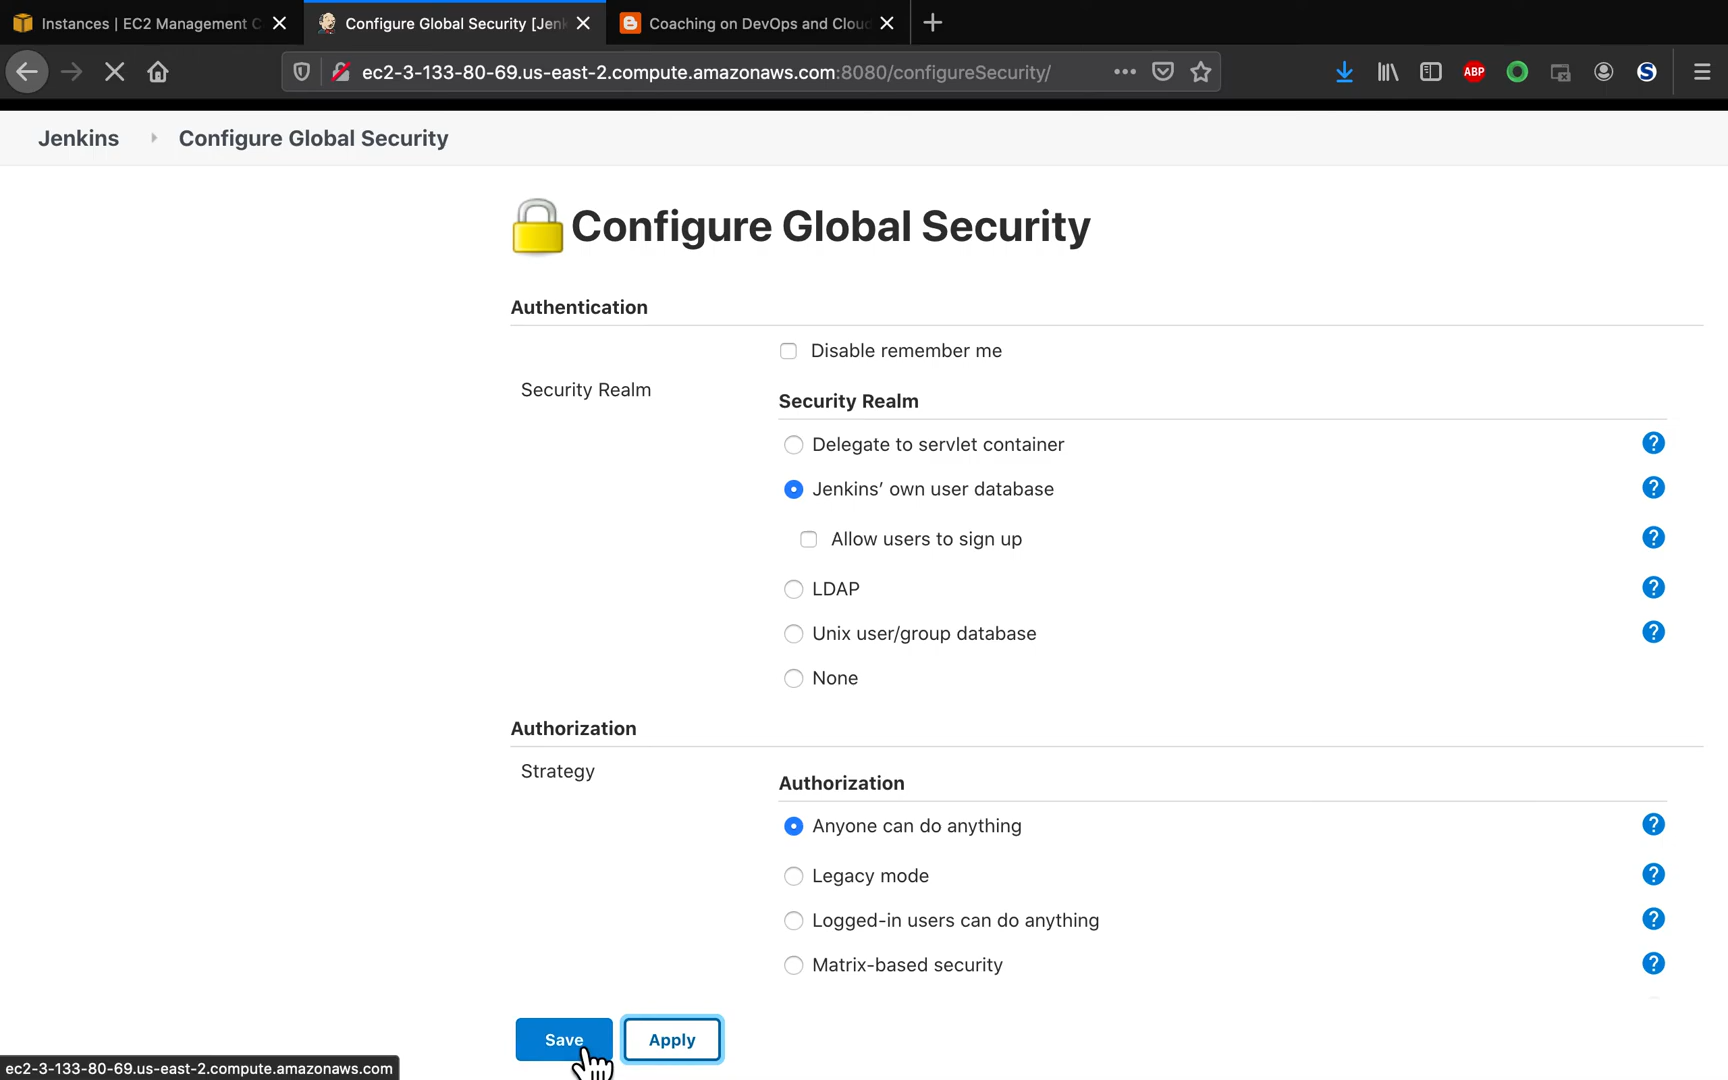 Instances | EC2 Management C
Configure Global Security [Jenk
Coaching on DevOps and Clou
ec2-3-133-80-69.us-east-2.compute.amazonaws.com:8080/configureSecurity/
ABP
S
Jenkins
Configure Global Security
Configure Global Security
Authentication
Disable remember me
Security Realm
Security Realm
Delegate to servlet container
?
Jenkins' own user database
?
Allow users to sign up
?
LDAP
?
Unix user/group database
?
None
Authorization
Strategy
Authorization
Anyone can do anything
?
Legacy mode
?
Logged-in users can do anything
?
Matrix-based security
?
Save
Apply
ec2-3-133-80-69.us-east-2.compute.amazonaws.com